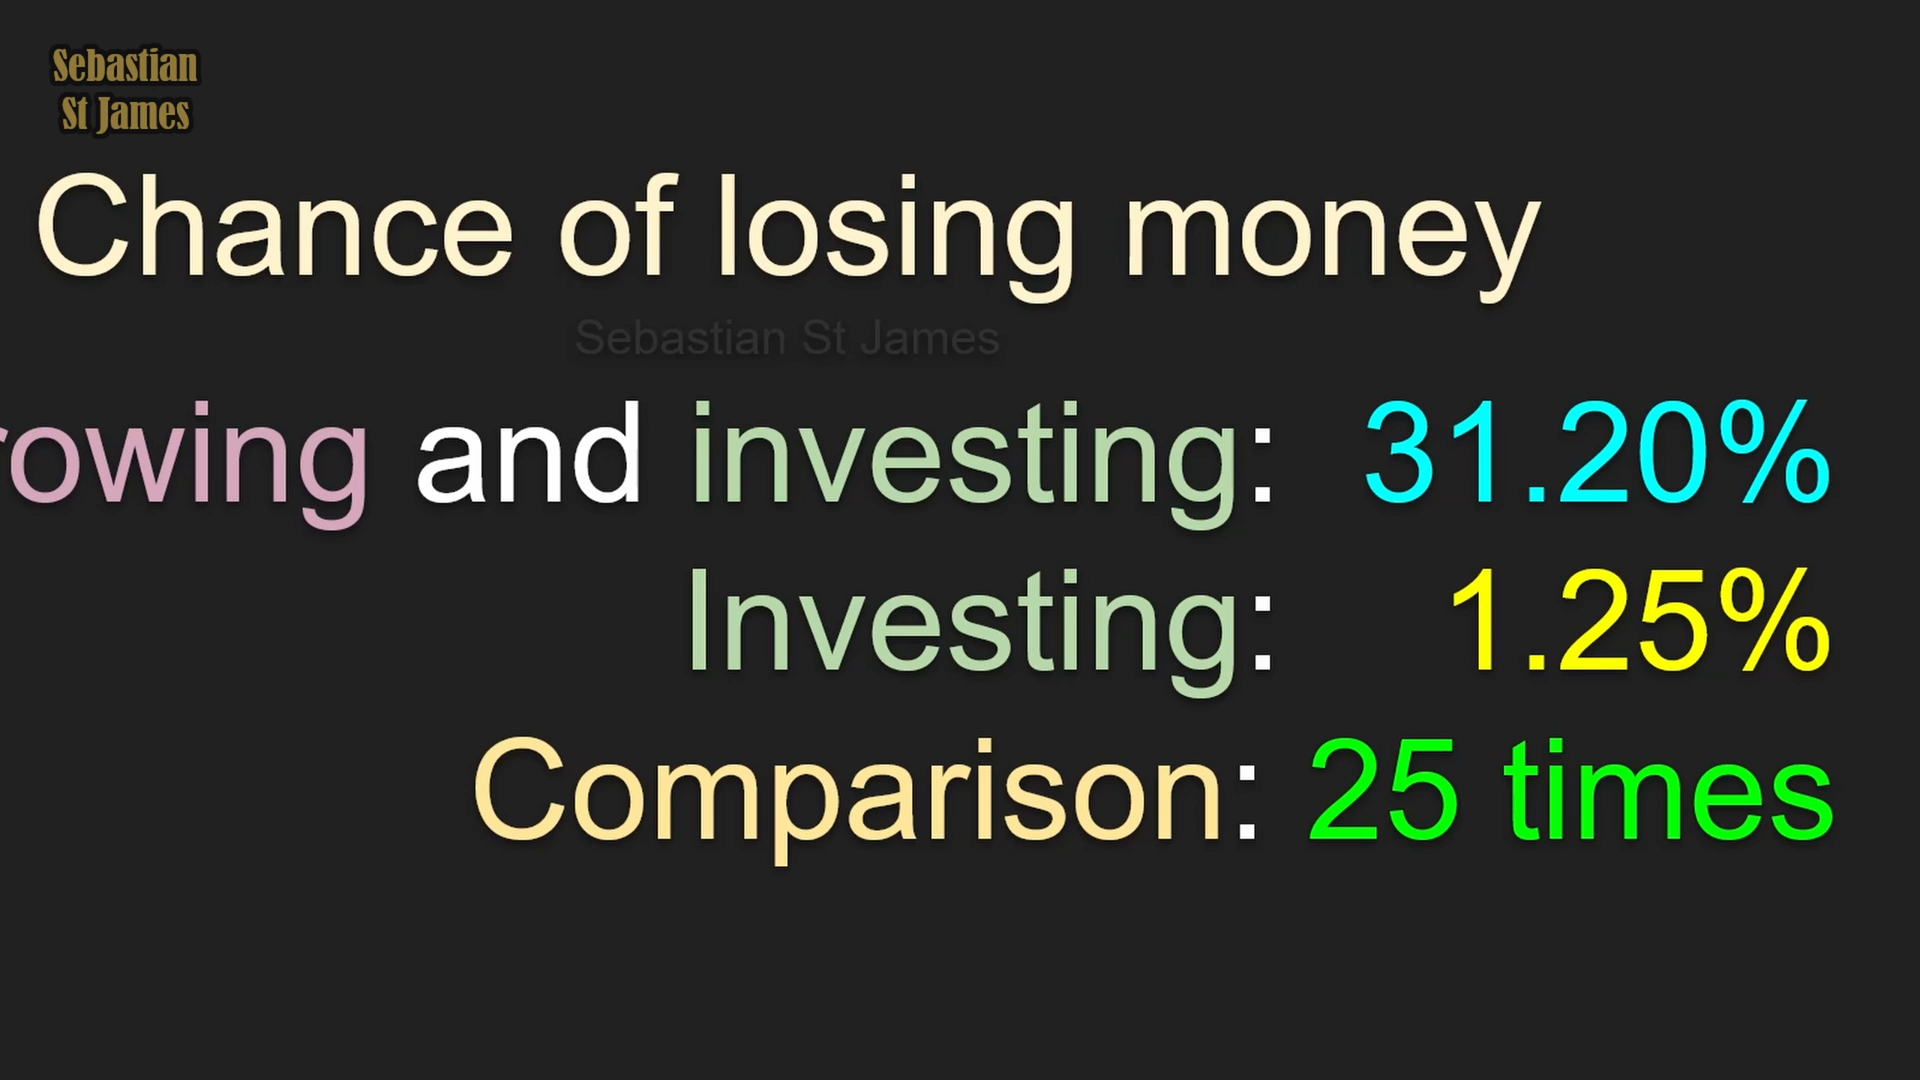 Sebastian
St James
Chance of losing money
Sebastian St James
rowing and investing: 31.20%
Investing: 1.25%
Comparison: 25 times